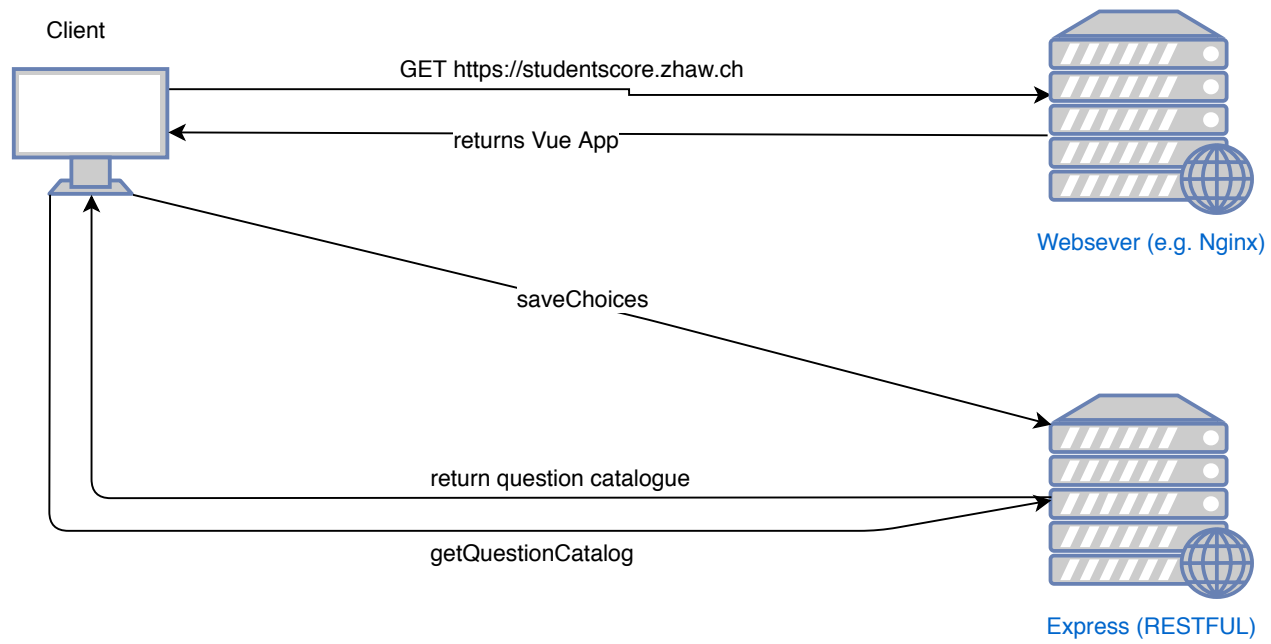 Client
GET https://studentscore.zhaw.ch
returns Vue App
Websever (e.g. Nginx)
saveChoices
return question catalogue
getQuestionCatalog
Express (RESTFUL)